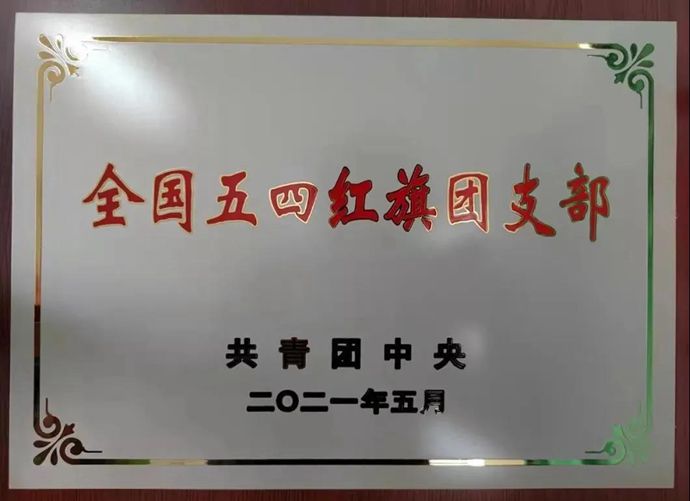 全国五四红旗团支部
共青团中央
二〇二一年五月